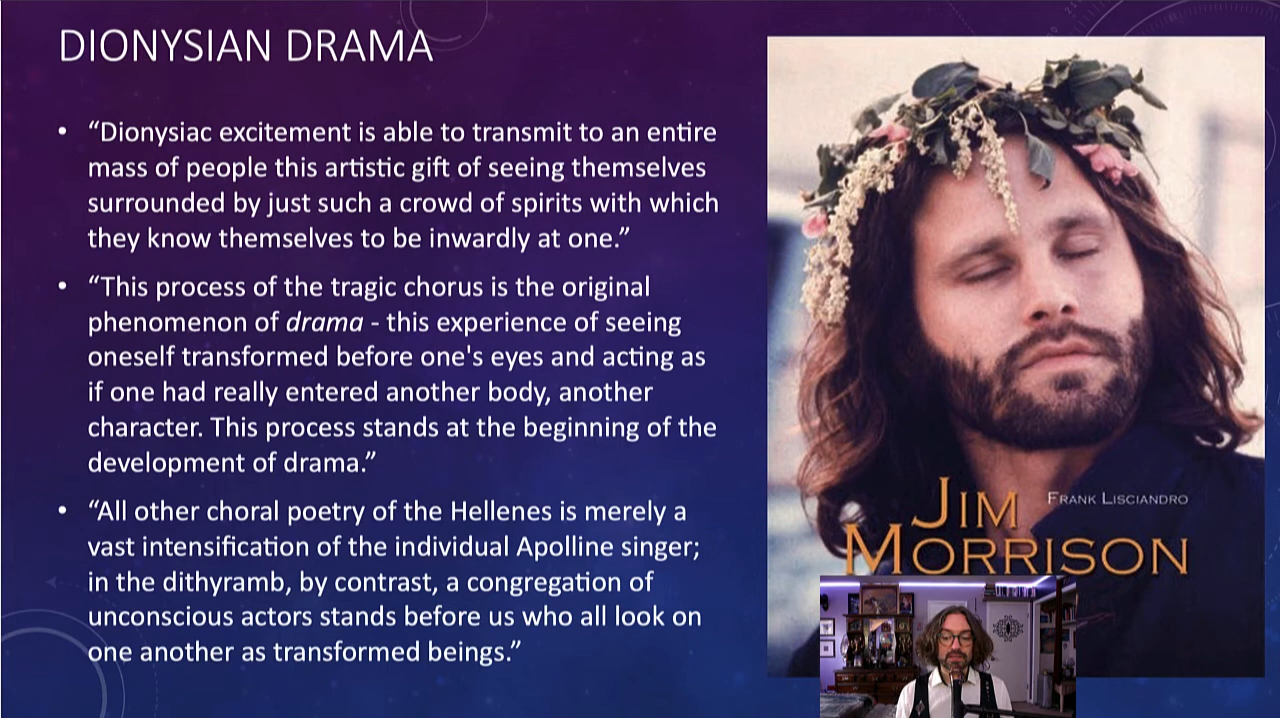 DIONYSIAN DRAMA
• “Dionysiac excitement is able to transmit to an entire
mass of people this artistic gift of seeing themselves
surrounded by just such a crowd of spirits with which
they know themselves to be inwardly at one.”
• “This process of the tragic chorus is the original
phenomenon of drama - this experience of seeing
oneself transformed before one's eyes and acting as
if one had really entered another body, another
character. This process stands at the beginning of the
development of drama.”
• “All other choral poetry of the Hellenes is merely a
vast intensification of the individual Apolline singer;
in the dithyramb, by contrast, a congregation of
unconscious actors stands before us who all look on
one another as transformed beings.”
JIM
FRANK LISCIANDRO
MORRISON